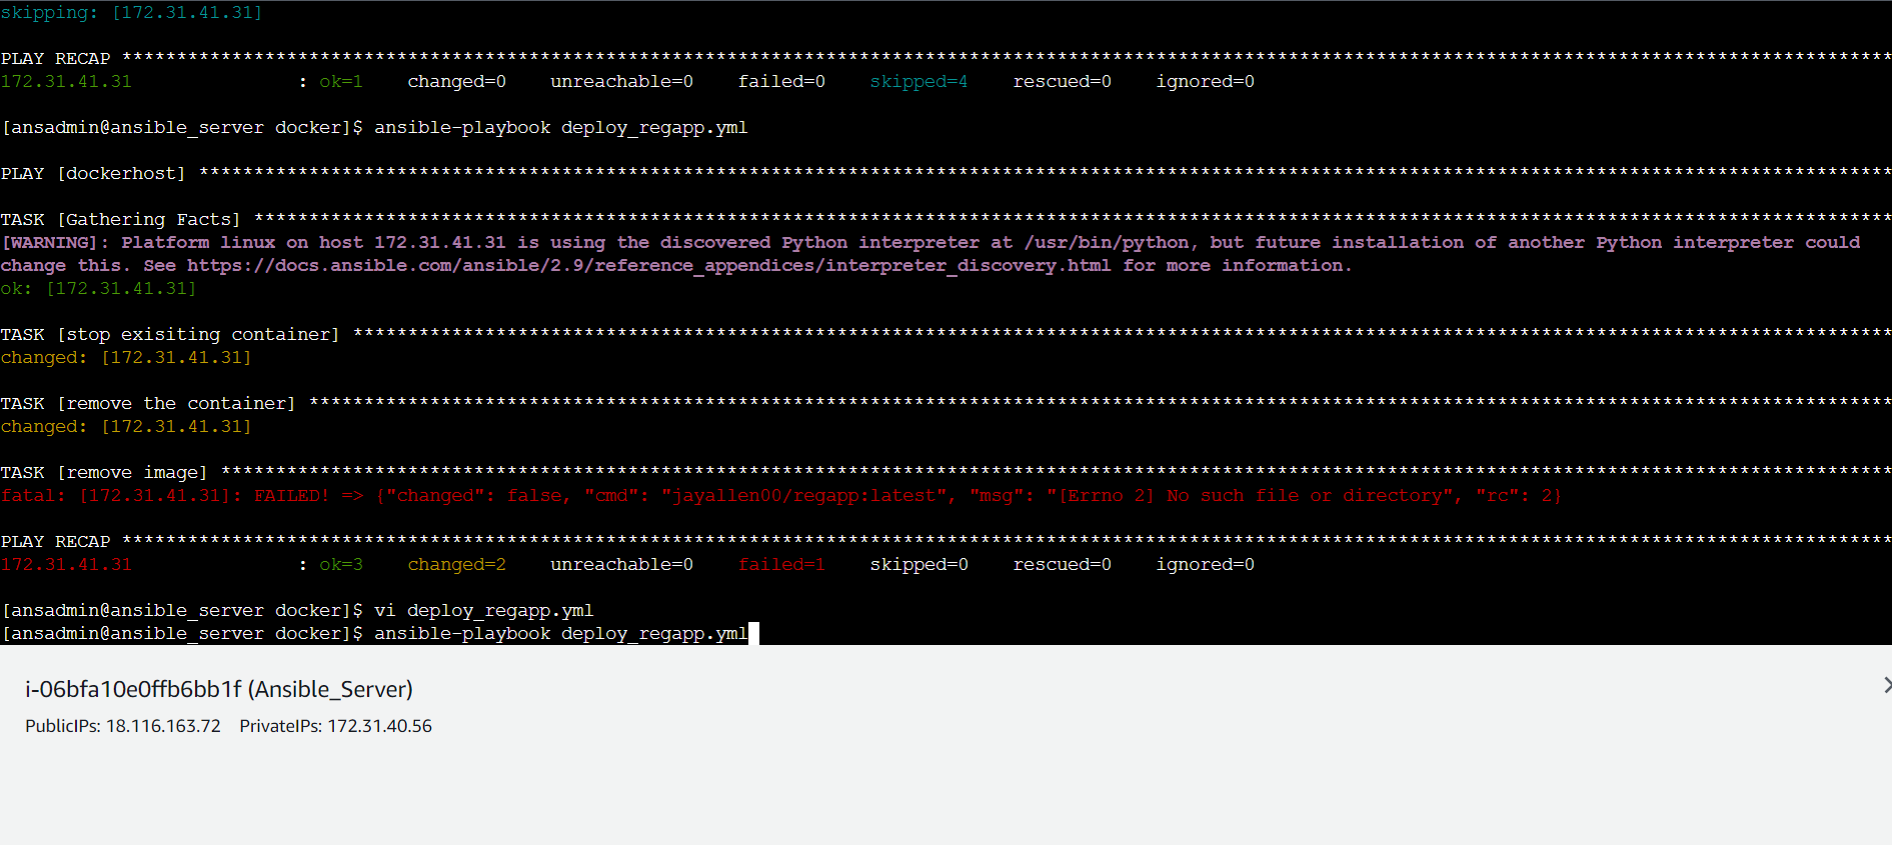 skipping: [172.31.41.31]
PLAY RECAP *****************************************************************************************************************************************************************
172.31.41.31               : ok=1    changed=0    unreachable=0    failed=0    skipped=4    rescued=0    ignored=0
[ansadmin@ansible_server docker]$ ansible-playbook deploy_regapp.yml
PLAY [dockerhost] **********************************************************************************************************************************************************
TASK [Gathering Facts] *****************************************************************************************************************************************************
[WARNING]: Platform linux on host 172.31.41.31 is using the discovered Python interpreter at /usr/bin/python, but future installation of another Python interpreter could
change this. See https://docs.ansible.com/ansible/2.9/reference_appendices/interpreter_discovery.html for more information.
ok: [172.31.41.31]
TASK [stop exisiting container] ********************************************************************************************************************************************
changed: [172.31.41.31]
TASK [remove the container] ************************************************************************************************************************************************
changed: [172.31.41.31]
TASK [remove image] ********************************************************************************************************************************************************
fatal: [172.31.41.31]: FAILED! => {"changed": false, "cmd": "jayallen00/regapp:latest", "msg": "[Errno 2] No such file or directory", "rc": 2}
PLAY RECAP *****************************************************************************************************************************************************************
172.31.41.31               : ok=3    changed=2    unreachable=0    failed=1    skipped=0    rescued=0    ignored=0
[ansadmin@ansible_server docker]$ vi deploy_regapp.yml
[ansadmin@ansible_server docker]$ ansible-playbook deploy_regapp.yml
i-06bfa10e0ffb6bb1f (Ansible_Server)
PublicIPs: 18.116.163.72    PrivateIPs: 172.31.40.56